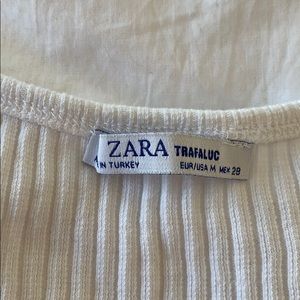 ZARA TRAFALUC
IN TURKEY EUR/USA M MEX 28